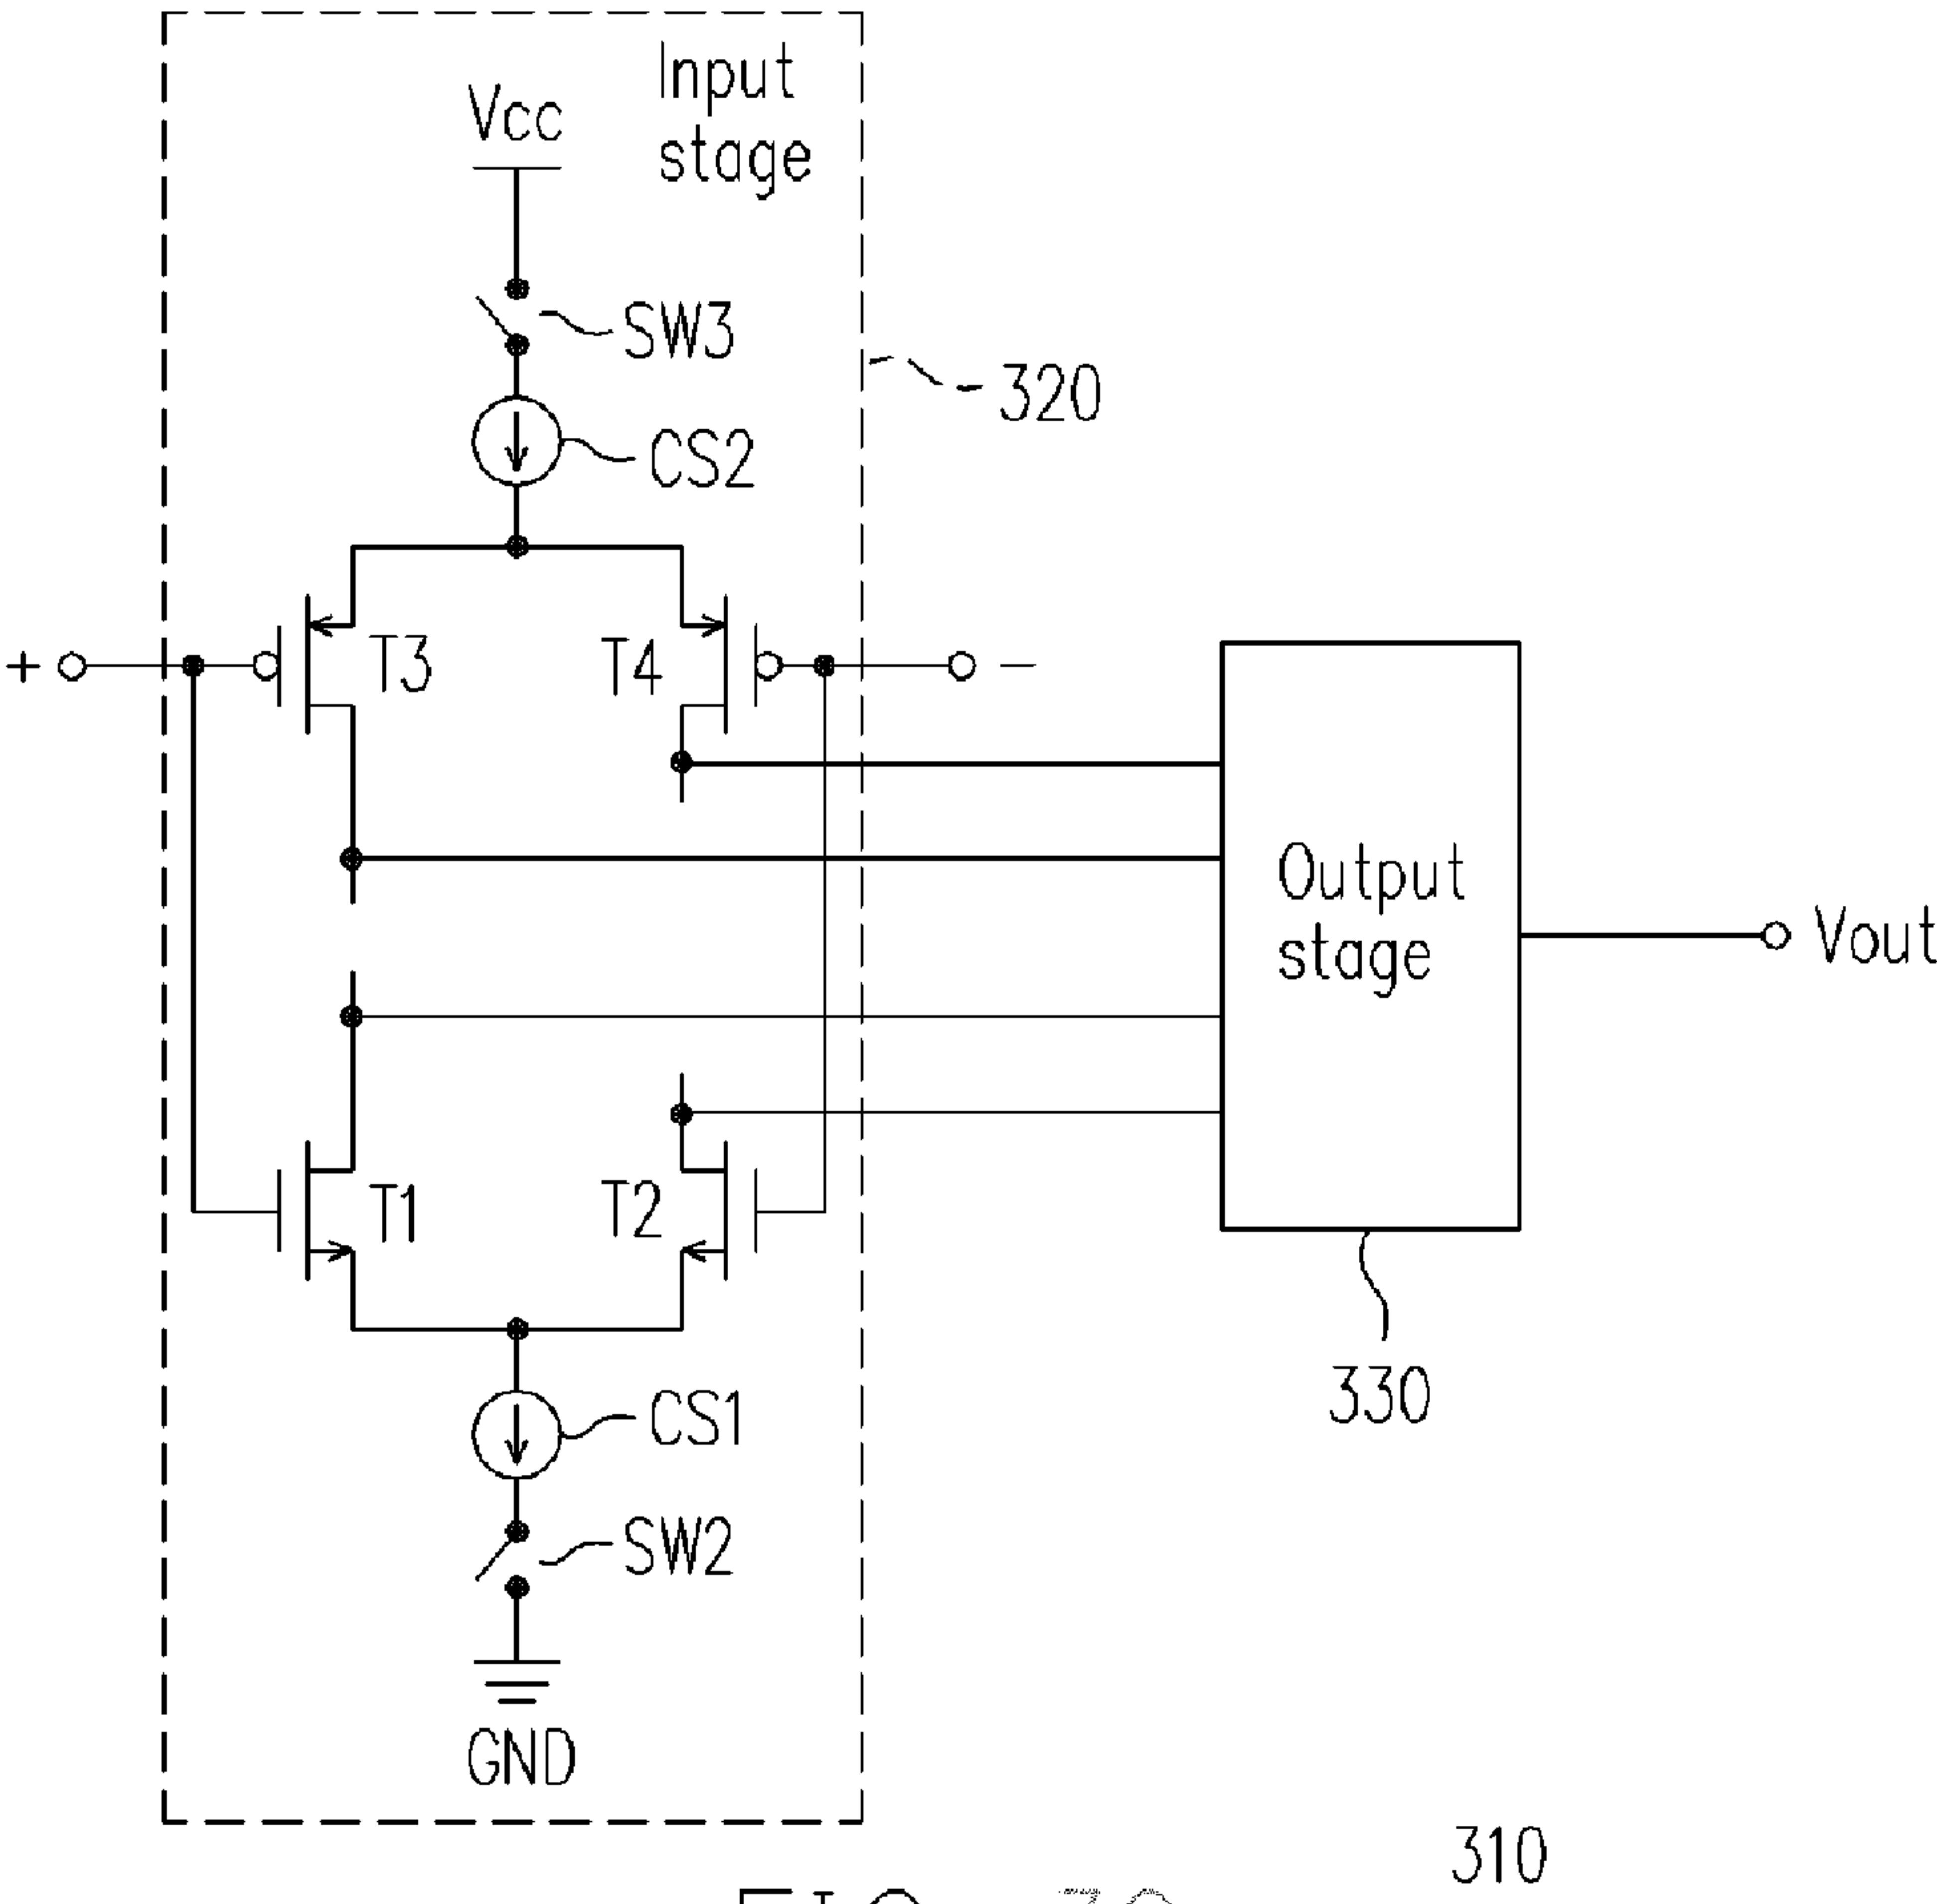 Input
stage
Vcc
SW3
320
CS2
+
T3
T4
−
Output
stage
Vout
T1
T2
330
CS1
SW2
GND
310